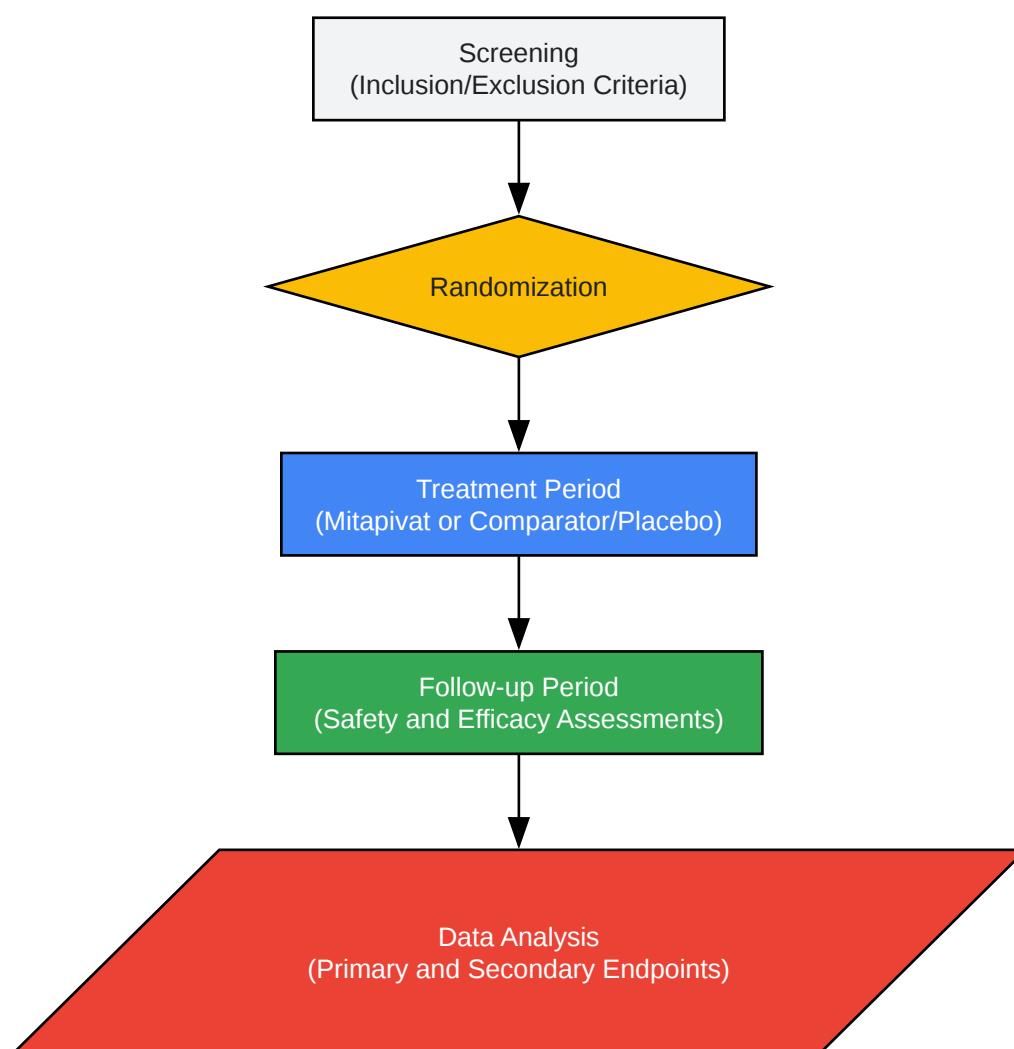 Screening
(Inclusion/Exclusion Criteria)
Randomization
Treatment Period
(Mitapivat or Comparator/Placebo)
Follow-up Period
(Safety and Efficacy Assessments)
Data Analysis
(Primary and Secondary Endpoints)